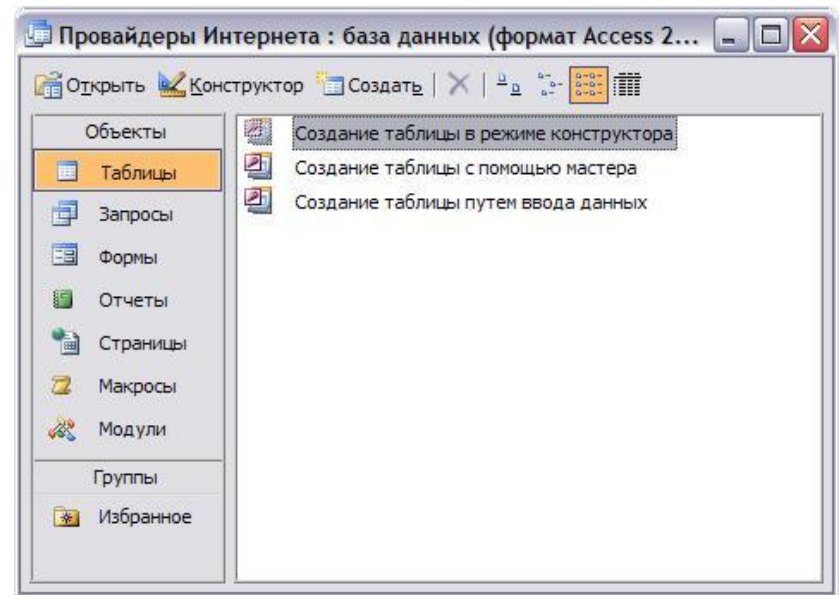 Провайдеры Интернета : база данных (формат Access 2...
Открыть Конструктор Создать
Объекты
Таблицы
Запросы
Формы
Отчеты
Страницы
Макросы
Модули
Группы
Избранное
Создание таблицы в режиме конструктора
Создание таблицы с помощью мастера
Создание таблицы путем ввода данных